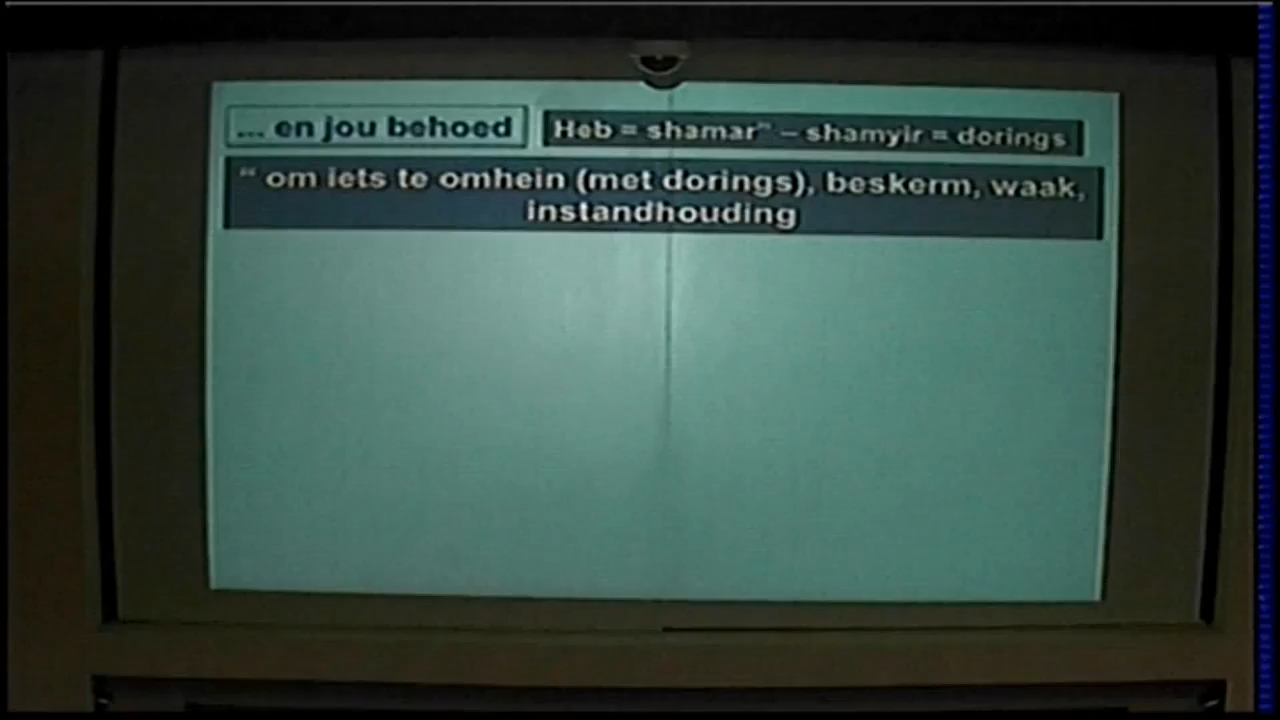 ... en jou behoed
Heb = shamar" – shamyir = dorings
" om iets te omhein (met dorings), beskerm, waak,
instandhouding